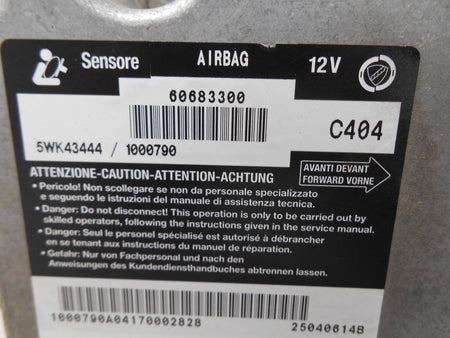 Sensore AIRBAG 12V
60683300
C404
5WK43444 / 1000790
ATTENZIONE-CAUTION-ATTENTION-ACHTUNG
AVANTI DEVANT
FORWARD VORNE
• Pericolo! Non scollegare se non da personale specializzato
e seguendo le istruzioni del manuale di assistenza tecnica.
• Danger: Do not disconnect! This operation is only to be carried out by
skilled operators, following the instructions given in the service manual.
• Danger: Seul le personnel spécialisé est autorisé à débrancher
en se tenant aux instructions du manuel de réparation.
• Gefahr: Nur von Fachpersonal und nach den
Anweisungen des Kundendiensthandbuches abtrennen lassen.
1000790A04170002828
25040614B